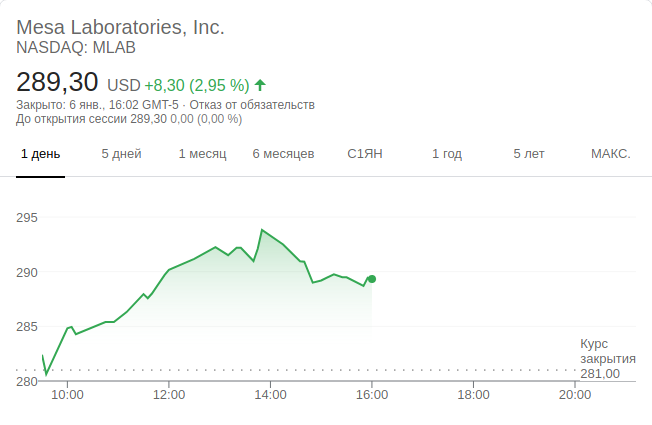 Mesa Laboratories, Inc.
NASDAQ: MLAB
289,30 USD +8,30 (2,95 %)
Закрыто: 6 янв., 16:02 GMT-5 · Отказ от обязательств
До открытия сессии 289,30 0,00 (0,00 %)
1 день 5 дней 1 месяц 6 месяцев С1ЯН 1 год 5 лет МАКС.
295
290
285
Курс
закрытия
281,00
280
10:00 12:00 14:00 16:00 18:00 20:00